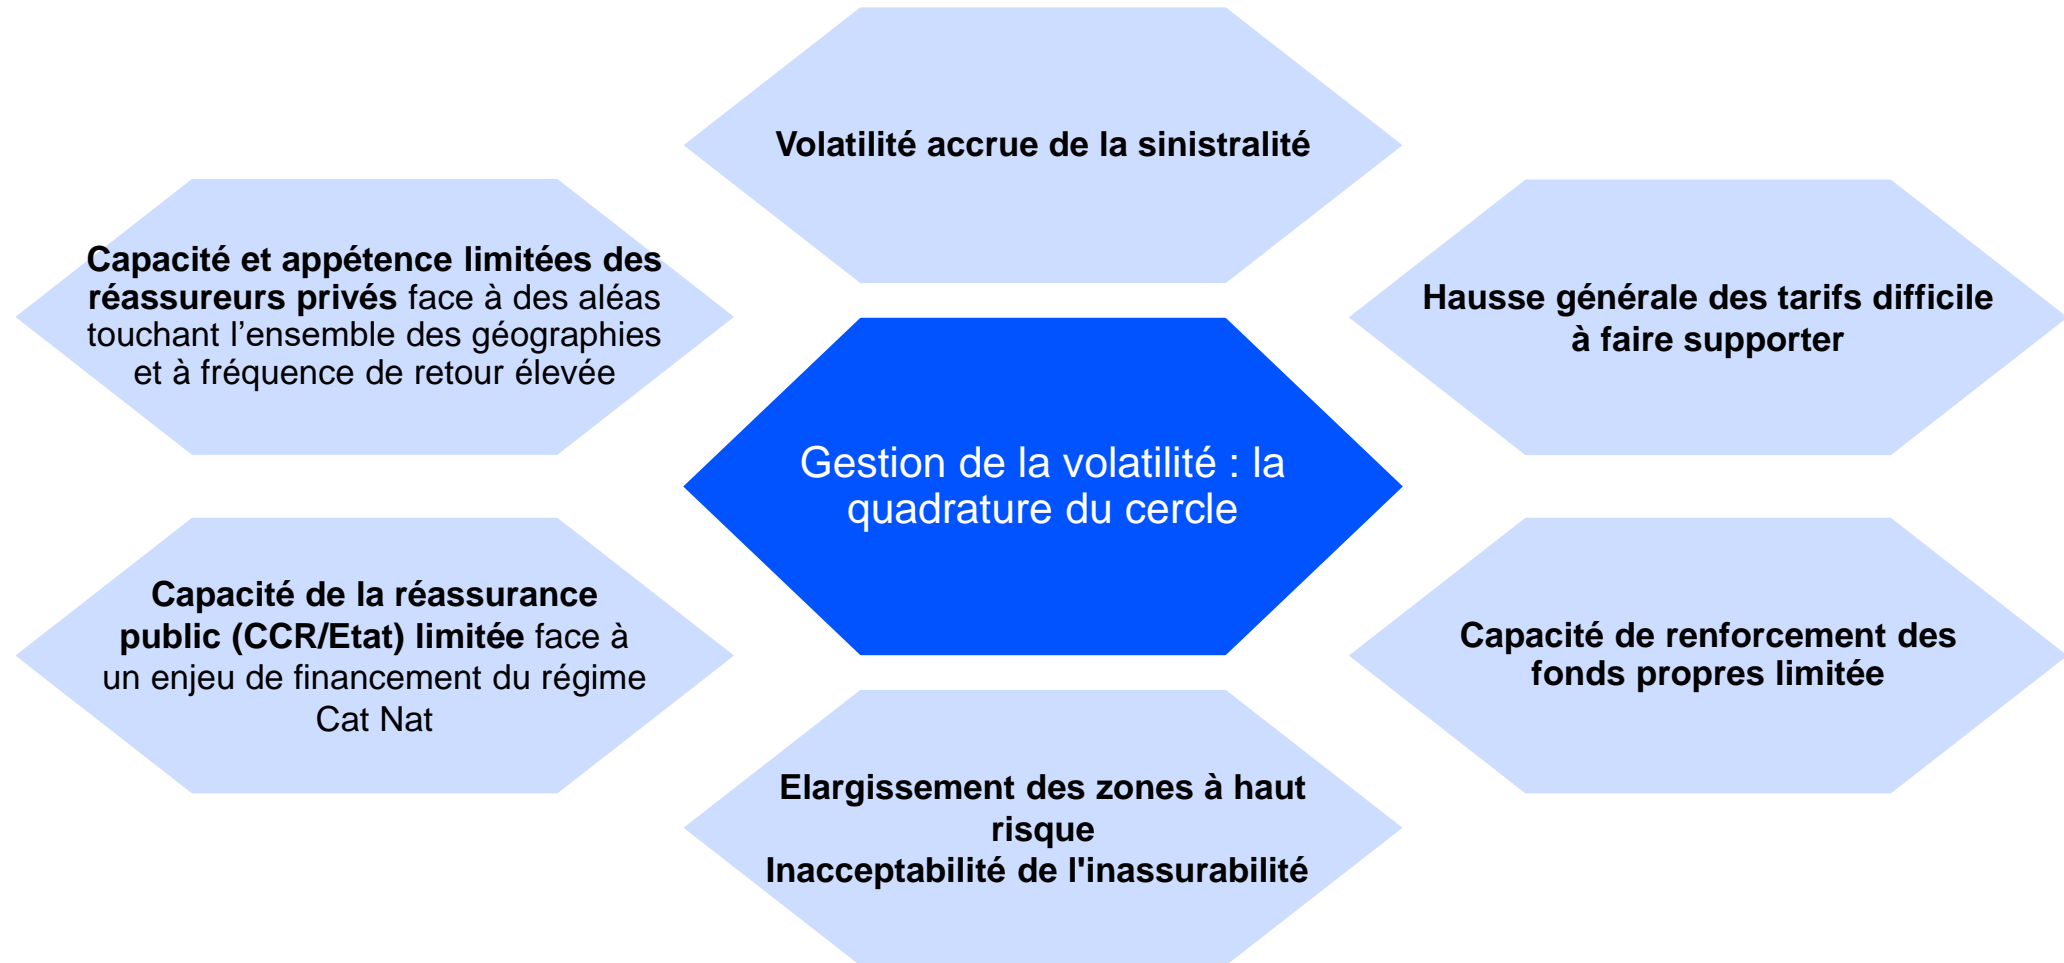 Volatilité accrue de la sinistralité
Capacité et appétence limitées des
réassureurs privés face à des aléas
touchant l’ensemble des géographies
et à fréquence de retour élevée
Hausse générale des tarifs difficile
à faire supporter
Gestion de la volatilité : la
quadrature du cercle
Capacité de la réassurance
public (CCR/Etat) limitée face à
un enjeu de financement du régime
Cat Nat
Capacité de renforcement des
fonds propres limitée
Elargissement des zones à haut
risque
Inacceptabilité de l'inassurabilité